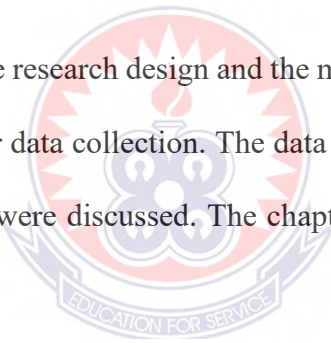 e research design and the m
r data collection. The data
were discussed. The chapt
EDUCATION FOR SERVICE